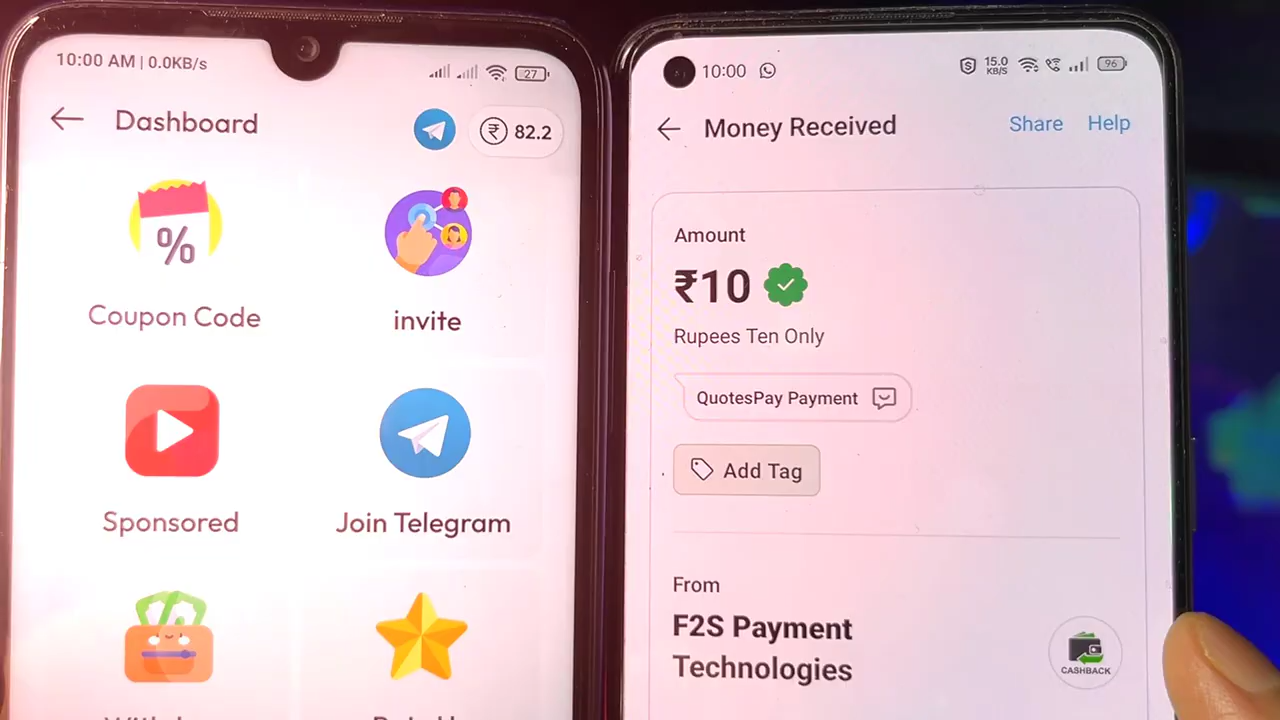 10:00 AM | 0.0KB/s
27
Dashboard
₹ 82.2
%
Coupon Code
invite
Sponsored
Join Telegram
10:00
15.0
KB/S
96
Money Received
Share
Help
Amount
₹10
Rupees Ten Only
QuotesPay Payment
Add Tag
From
F2S Payment
Technologies
CASHBACK